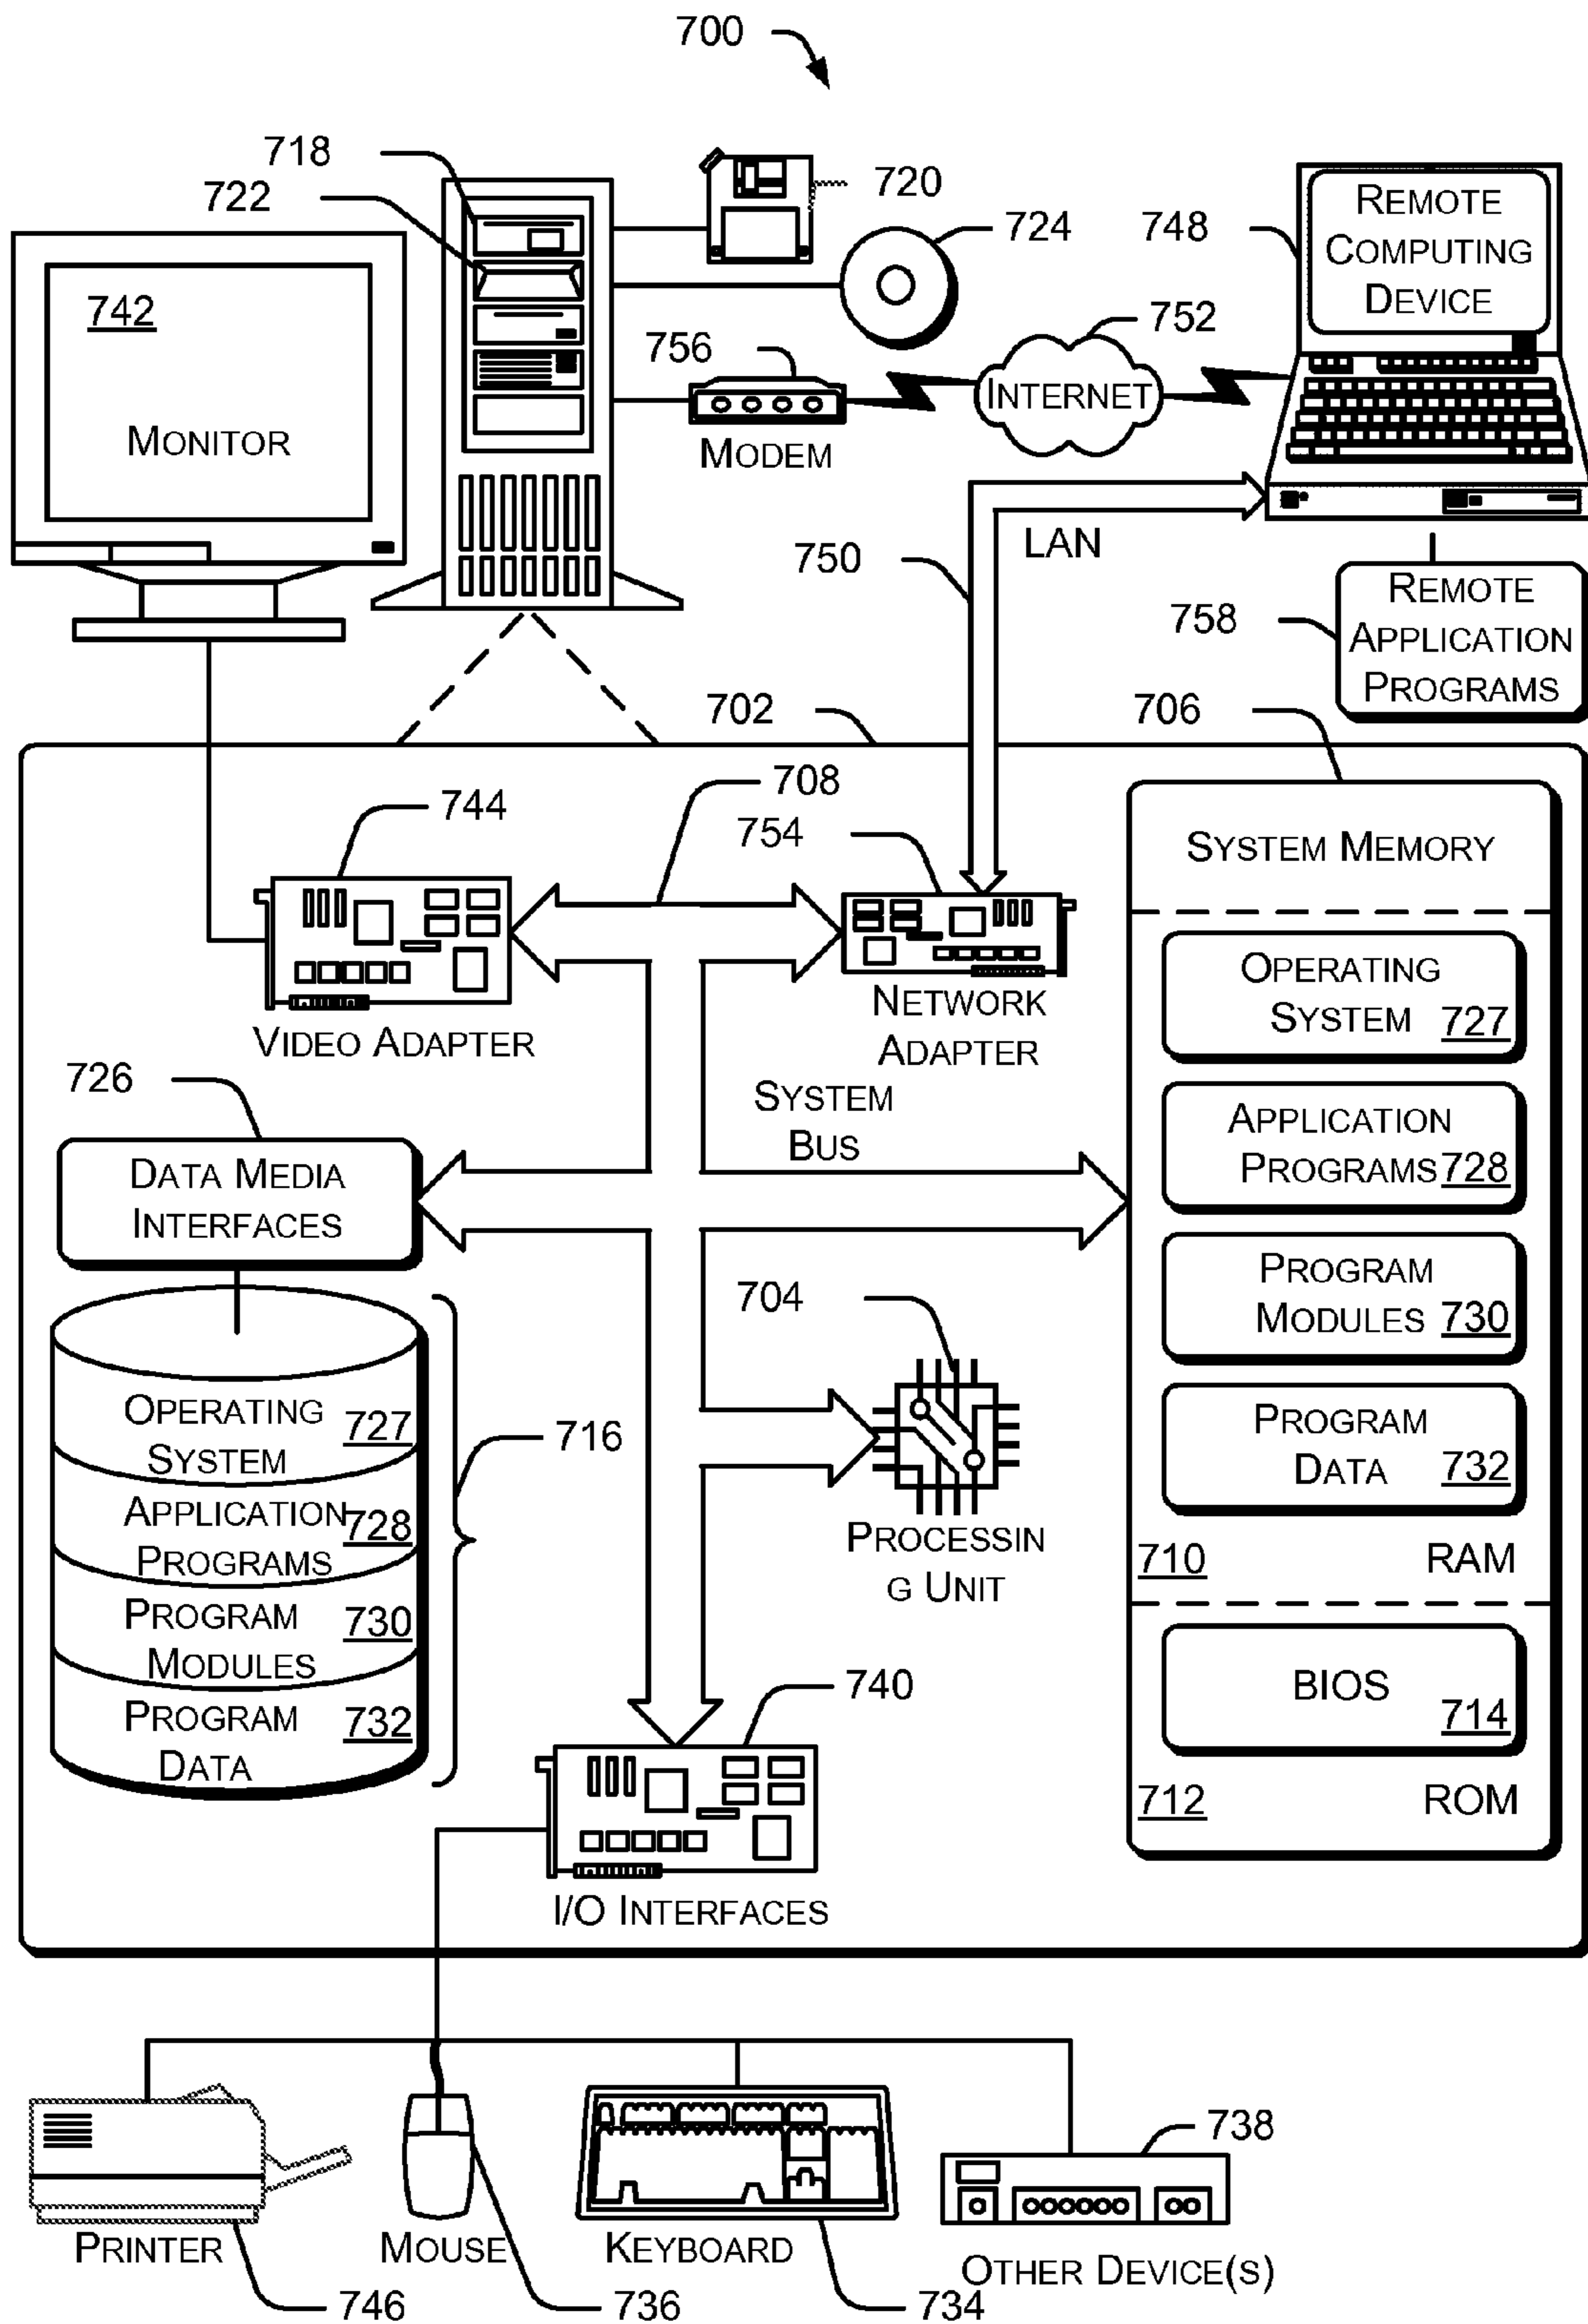 700
718
722
720
724
748
REMOTE
COMPUTING
DEVICE
742
MONITOR
756
MODEM
752
INTERNET
LAN
750
REMOTE
APPLICATION
PROGRAMS
758
702
706
708
744
754
SYSTEM MEMORY
VIDEO ADAPTER
NETWORK
ADAPTER
OPERATING
SYSTEM 727
726
SYSTEM
BUS
APPLICATION
PROGRAMS 728
DATA MEDIA
INTERFACES
PROGRAM
MODULES 730
704
OPERATING
SYSTEM
727
716
PROGRAM
DATA 732
APPLICATION
PROGRAMS
728
PROCESSIN
G UNIT
710 RAM
PROGRAM
MODULES
730
BIOS
714
740
PROGRAM
DATA
732
712 ROM
I/O INTERFACES
738
PRINTER
MOUSE
KEYBOARD
OTHER DEVICE(S)
746
736
734